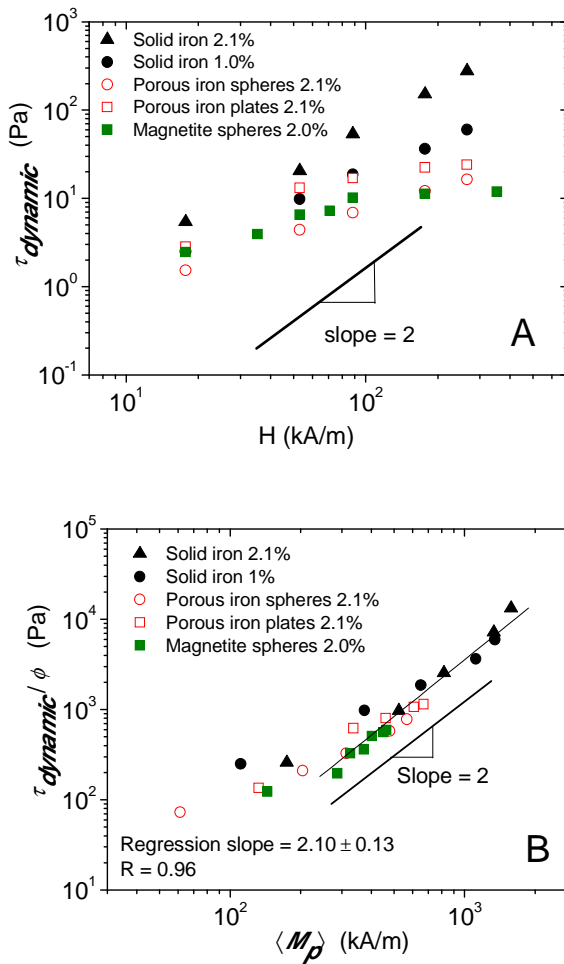 10³
Solid iron 2.1%
Solid iron 1.0%
Porous iron spheres 2.1%
Porous iron plates 2.1%
Magnetite spheres 2.0%
10²
τdynamic (Pa)
10¹
10⁰
10⁻¹
slope = 2
A
10¹
10²
H (kA/m)
10⁵
Solid iron 2.1%
Solid iron 1%
Porous iron spheres 2.1%
Porous iron plates 2.1%
Magnetite spheres 2.0%
10⁴
τdynamic/ϕ (Pa)
10³
10²
10¹
Slope = 2
Regression slope = 2.10 ± 0.13
R = 0.96
B
10²
10³
⟨Mp⟩ (kA/m)